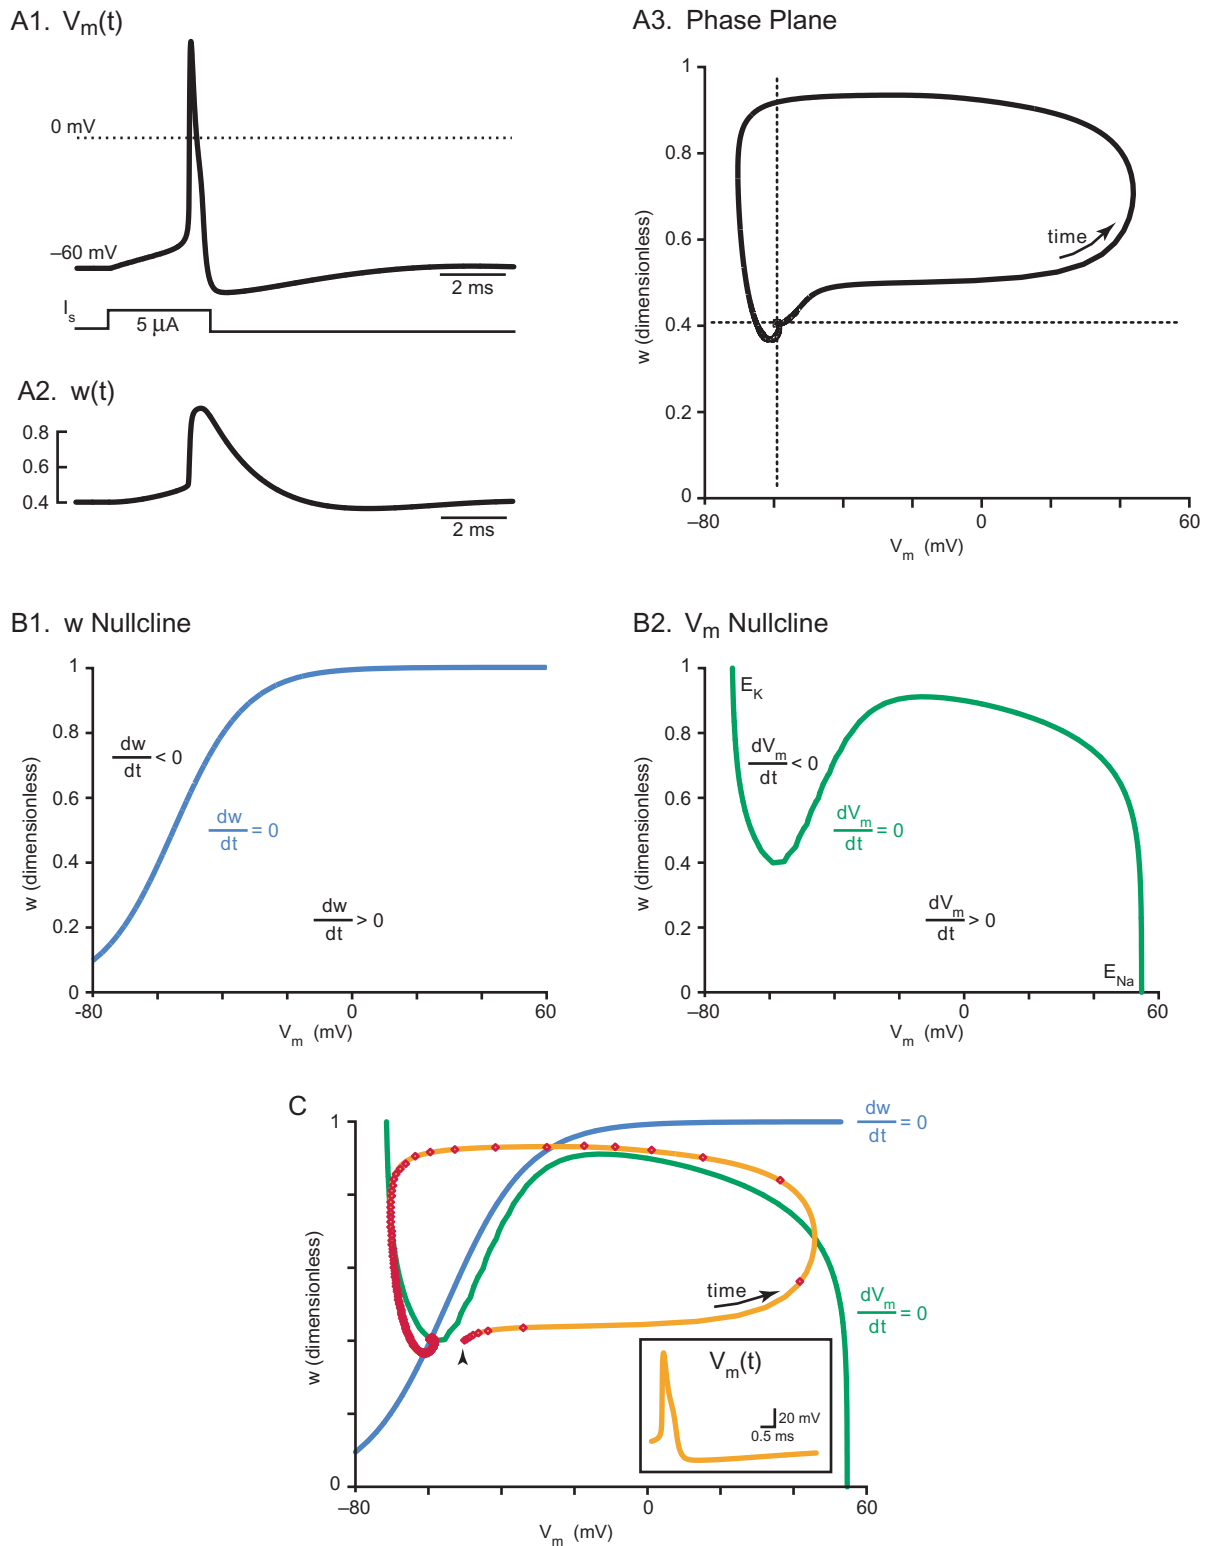 A1. Vm(t)
0 mV
–60 mV
2 ms
Is
5 µA
A2. w(t)
0.8
0.6
0.4
2 ms
A3. Phase Plane
1
0.8
0.6
0.4
0.2
0
w (dimensionless)
time
–80
0
60
Vm (mV)
B1. w Nullcline
1
0.8
0.6
0.4
0.2
0
w (dimensionless)
dw/dt < 0
dw/dt = 0
dw/dt > 0
-80
0
60
Vm (mV)
B2. Vm Nullcline
1
0.8
0.6
0.4
0.2
0
w (dimensionless)
EK
dVm/dt < 0
dVm/dt = 0
dVm/dt > 0
ENa
–80
0
60
Vm (mV)
C
1
0
w (dimensionless)
dw/dt = 0
time
dVm/dt = 0
Vm(t)
20 mV
0.5 ms
–80
0
60
Vm (mV)